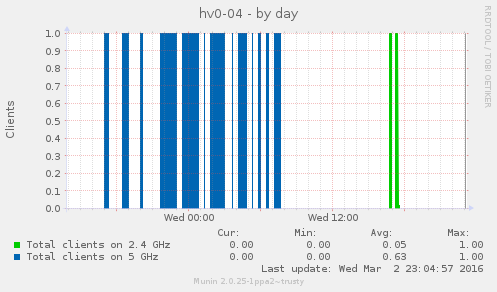 hv0-04 - by day
RRDTOOL / TOBI OETIKER
Clients
1.0
0.9
0.8
0.7
0.6
0.5
0.4
0.3
0.2
0.1
0.0
Wed 00:00 Wed 12:00
Cur: Min: Avg: Max:
Total clients on 2.4 GHz 0.00 0.00 0.05 1.00
Total clients on 5 GHz 0.00 0.00 0.63 1.00
Last update: Wed Mar 2 23:04:57 2016
Munin 2.0.25-1ppa2~trusty